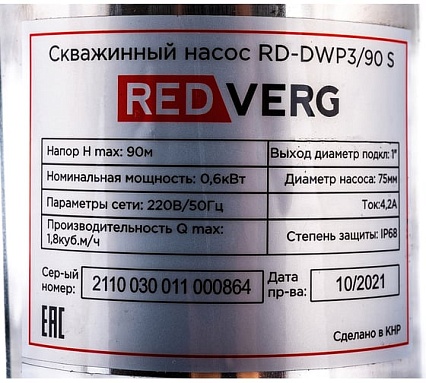 Скважинный насос RD-DWP3/90 S
REDVERG
Напор H max: 90м
Выход диаметр подкл: 1"
Номинальная мощность: 0,6кВт
Диаметр насоса: 75мм
Параметры сети: 220В/50Гц
Ток:4,2А
Производительность Q max:
1,8куб.м/ч
Степень защиты: IP68
Сер-ый
номер:
2110 030 011 000864
Дата
пр-ва:
10/2021
EAC
Сделано в КНР